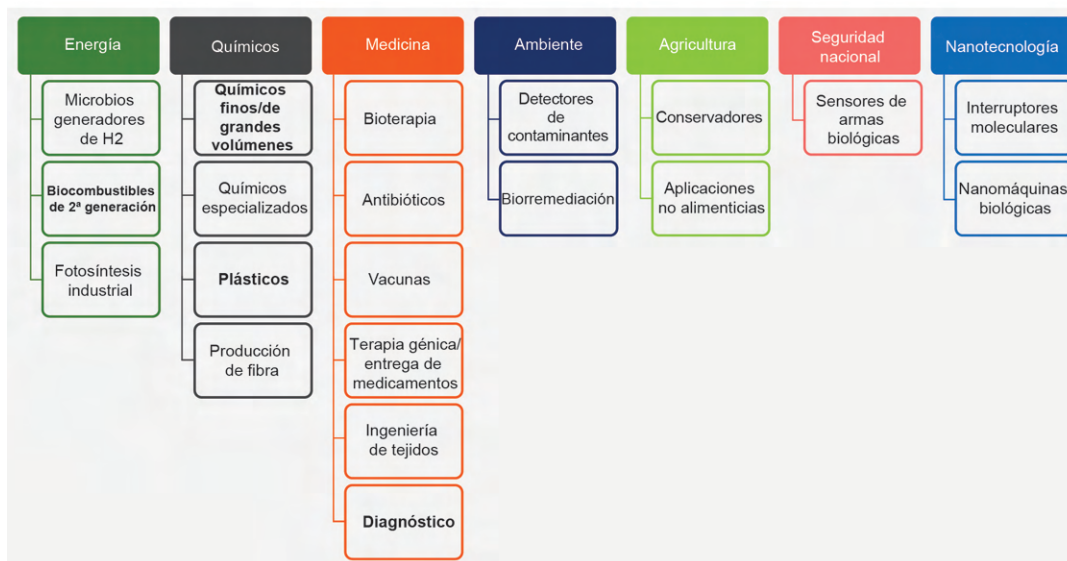 Energía
Microbios
generadores
de H2
Biocombustibles
de 2ª generación
Fotosíntesis
industrial
Químicos
Químicos
finos/de
grandes
volúmenes
Químicos
especializados
Plásticos
Producción
de fibra
Medicina
Bioterapia
Antibióticos
Vacunas
Terapia génica/
entrega de
medicamentos
Ingeniería
de tejidos
Diagnóstico
Ambiente
Detectores
de
contaminantes
Biorremediación
Agricultura
Conservadores
Aplicaciones
no alimenticias
Seguridad
nacional
Sensores de
armas
biológicas
Nanotecnología
Interruptores
moleculares
Nanomáquinas
biológicas